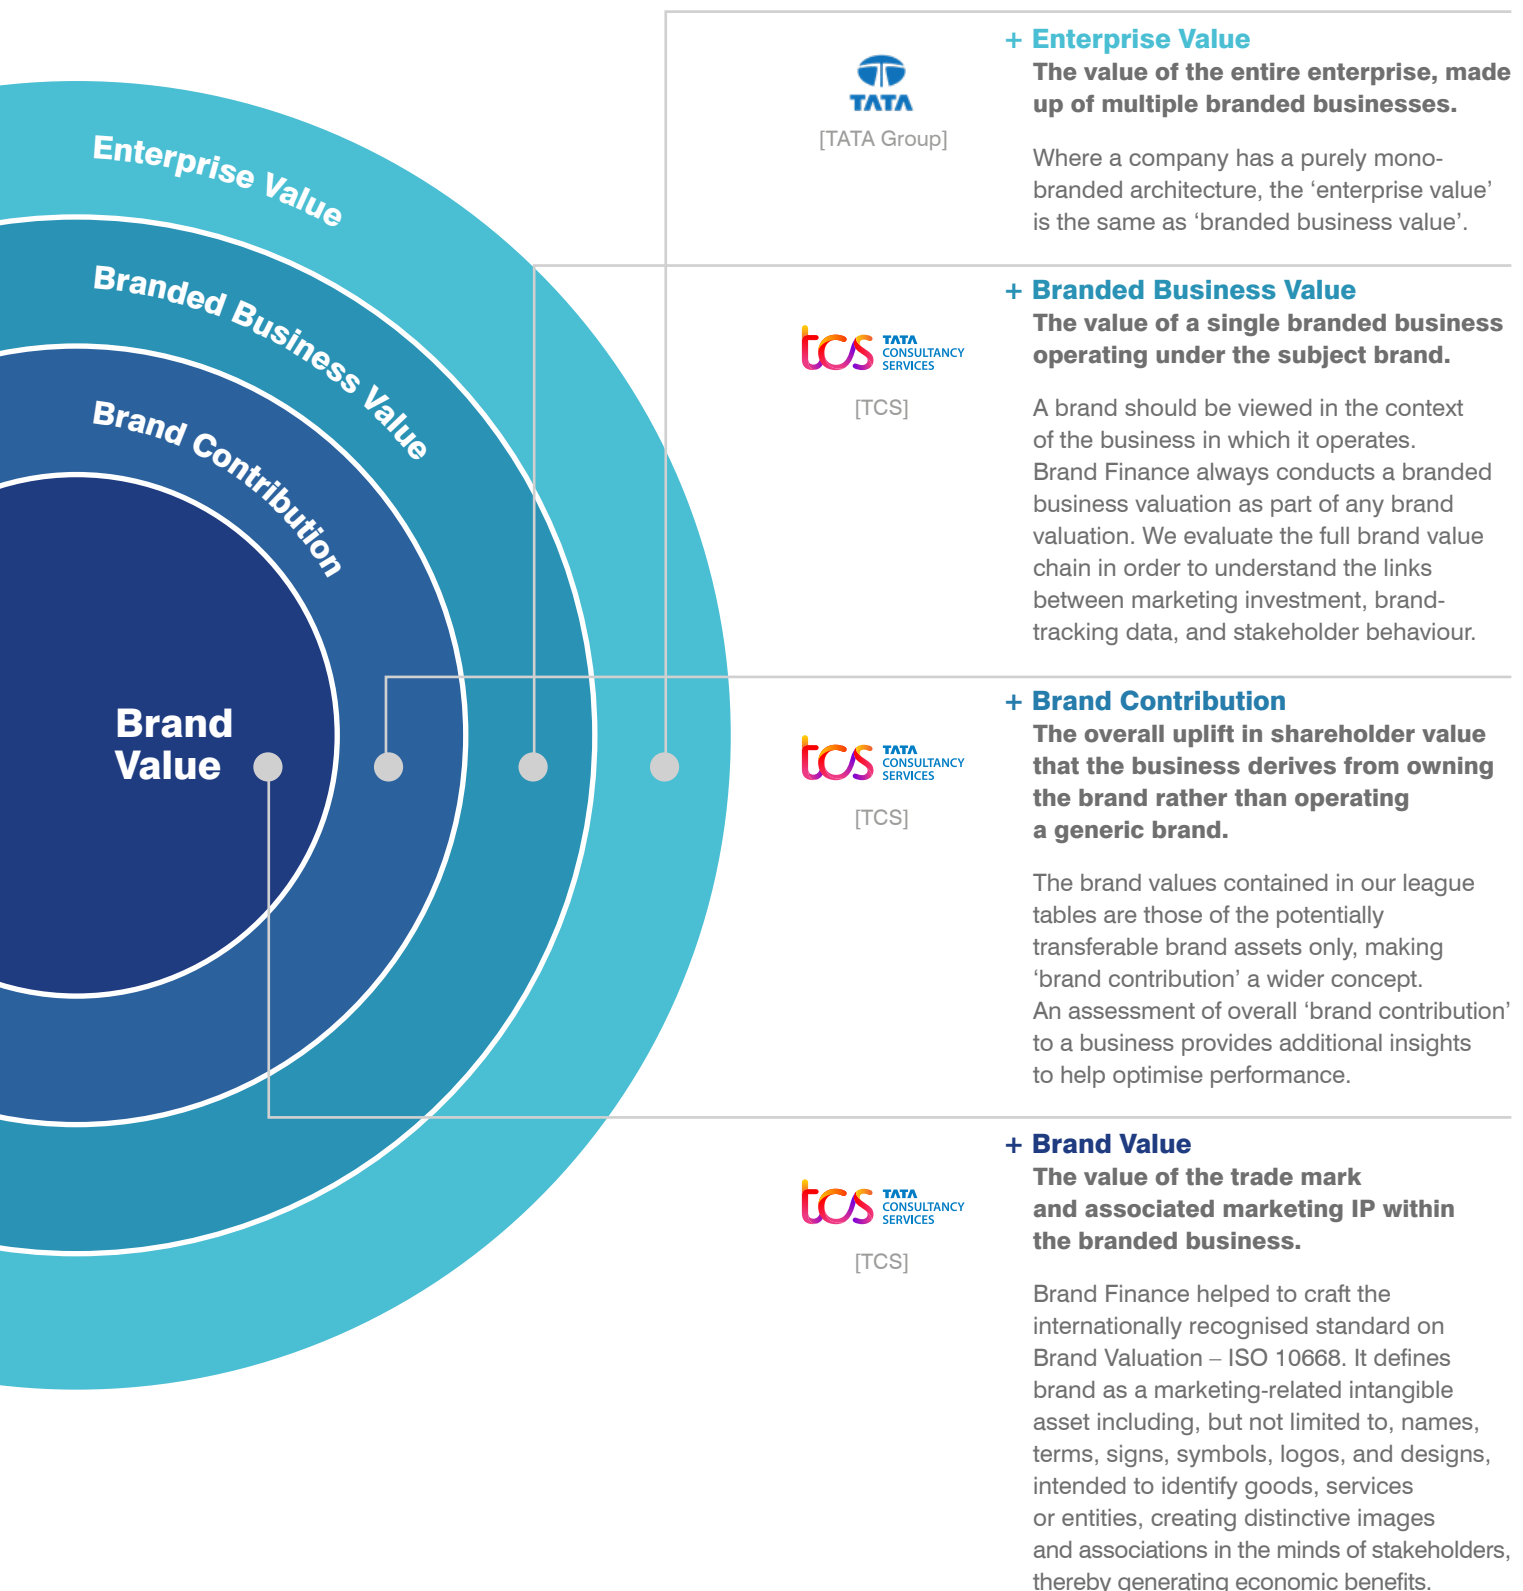 Enterprise Value
Branded Business Value
Brand Contribution
Brand
Value
TATA
[TATA Group]
+ Enterprise Value
The value of the entire enterprise, made
up of multiple branded businesses.
Where a company has a purely mono-
branded architecture, the ‘enterprise value’
is the same as ‘branded business value’.
tcs TATA
CONSULTANCY
SERVICES
[TCS]
+ Branded Business Value
The value of a single branded business
operating under the subject brand.
A brand should be viewed in the context
of the business in which it operates.
Brand Finance always conducts a branded
business valuation as part of any brand
valuation. We evaluate the full brand value
chain in order to understand the links
between marketing investment, brand-
tracking data, and stakeholder behaviour.
tcs TATA
CONSULTANCY
SERVICES
[TCS]
+ Brand Contribution
The overall uplift in shareholder value
that the business derives from owning
the brand rather than operating
a generic brand.
The brand values contained in our league
tables are those of the potentially
transferable brand assets only, making
‘brand contribution’ a wider concept.
An assessment of overall ‘brand contribution’
to a business provides additional insights
to help optimise performance.
tcs TATA
CONSULTANCY
SERVICES
[TCS]
+ Brand Value
The value of the trade mark
and associated marketing IP within
the branded business.
Brand Finance helped to craft the
internationally recognised standard on
Brand Valuation – ISO 10668. It defines
brand as a marketing-related intangible
asset including, but not limited to, names,
terms, signs, symbols, logos, and designs,
intended to identify goods, services
or entities, creating distinctive images
and associations in the minds of stakeholders,
thereby generating economic benefits.